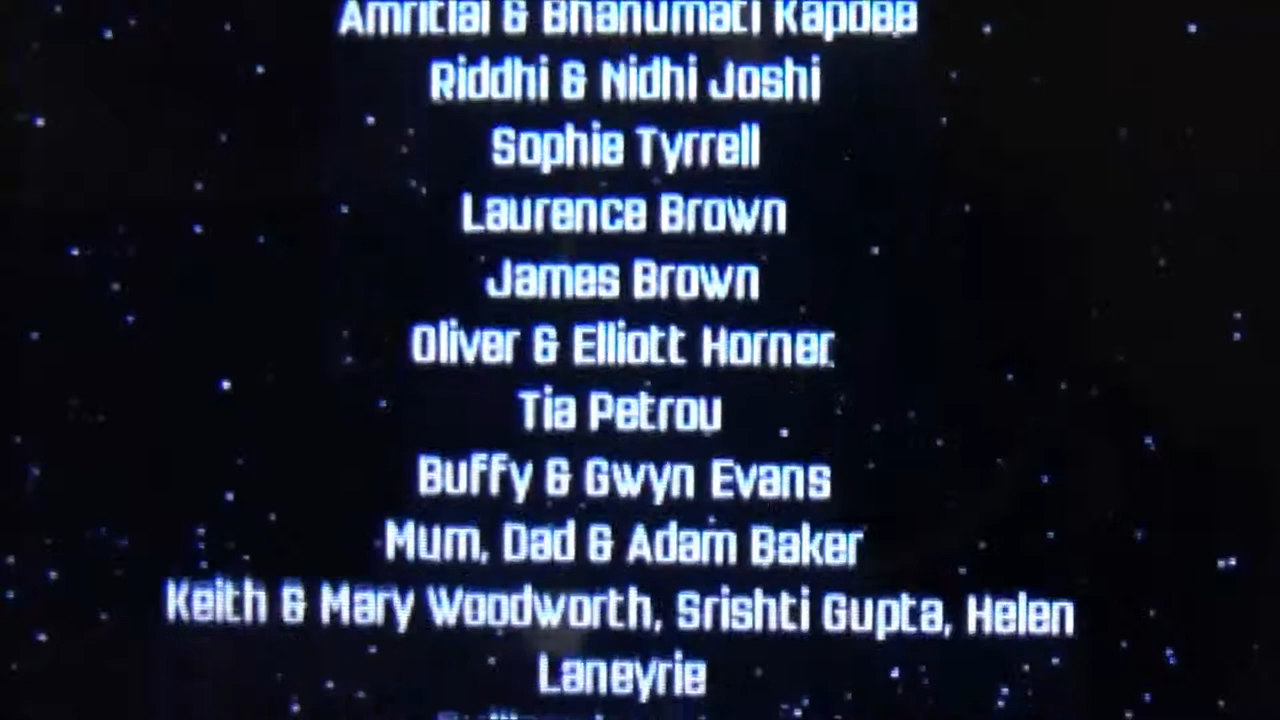 Amritlal & Bhanumati Kapdee
Riddhi & Nidhi Joshi
Sophie Tyrrell
Laurence Brown
James Brown
Oliver & Elliott Horner
Tia Petrou
Buffy & Gwyn Evans
Mum, Dad & Adam Baker
Keith & Mary Woodworth, Srishti Gupta, Helen
Laneyrie